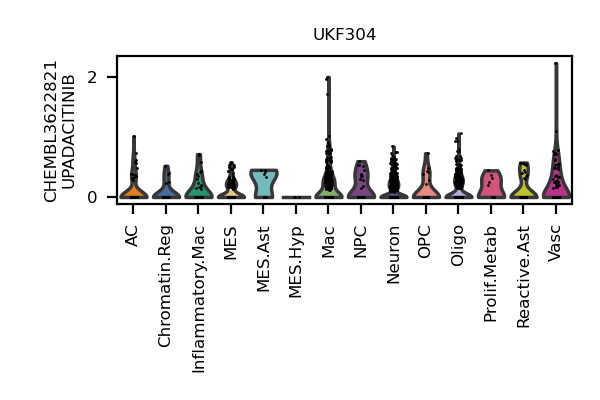 UKF304
CHEMBL3622821
UPADACITINIB
2
0
AC
Chromatin.Reg
Inflammatory.Mac
MES
MES.Ast
MES.Hyp
Mac
NPC
Neuron
OPC
Oligo
Prolif.Metab
Reactive.Ast
Vasc